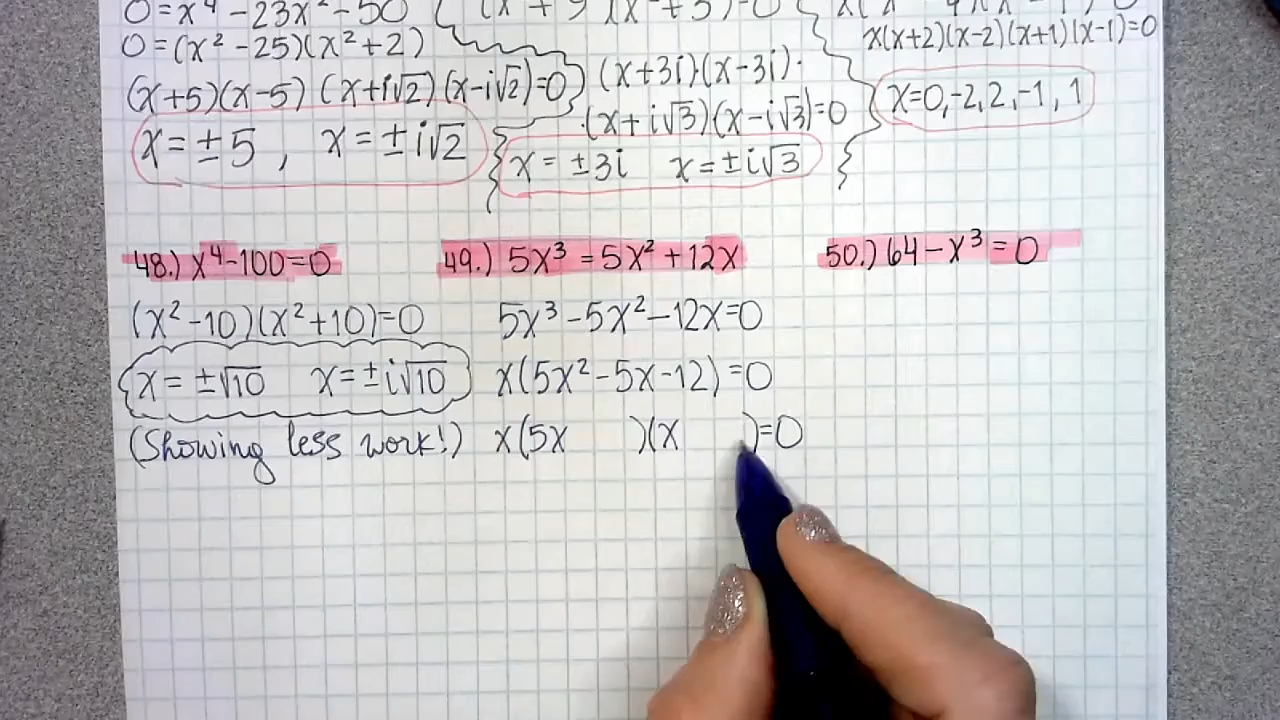 0=x⁴-23x²-50
0=(x²-25)(x²+2)
(x+5)(x-5)(x+i√2)(x-i√2)=0
x=±5, x=±i√2
(x+3i)(x-3i)·
(x+i√3)(x-i√3)=0
x=±3i x=±i√3
x(x+2)(x-2)(x+1)(x-1)=0
x=0,-2,2,-1,1
48.) x⁴-100=0
(x²-10)(x²+10)=0
x=±√10 x=±i√10
(Showing less work!)
49.) 5x³=5x²+12x
5x³-5x²-12x=0
x(5x²-5x-12)=0
x(5x )(x )=0
50.) 64-x³=0